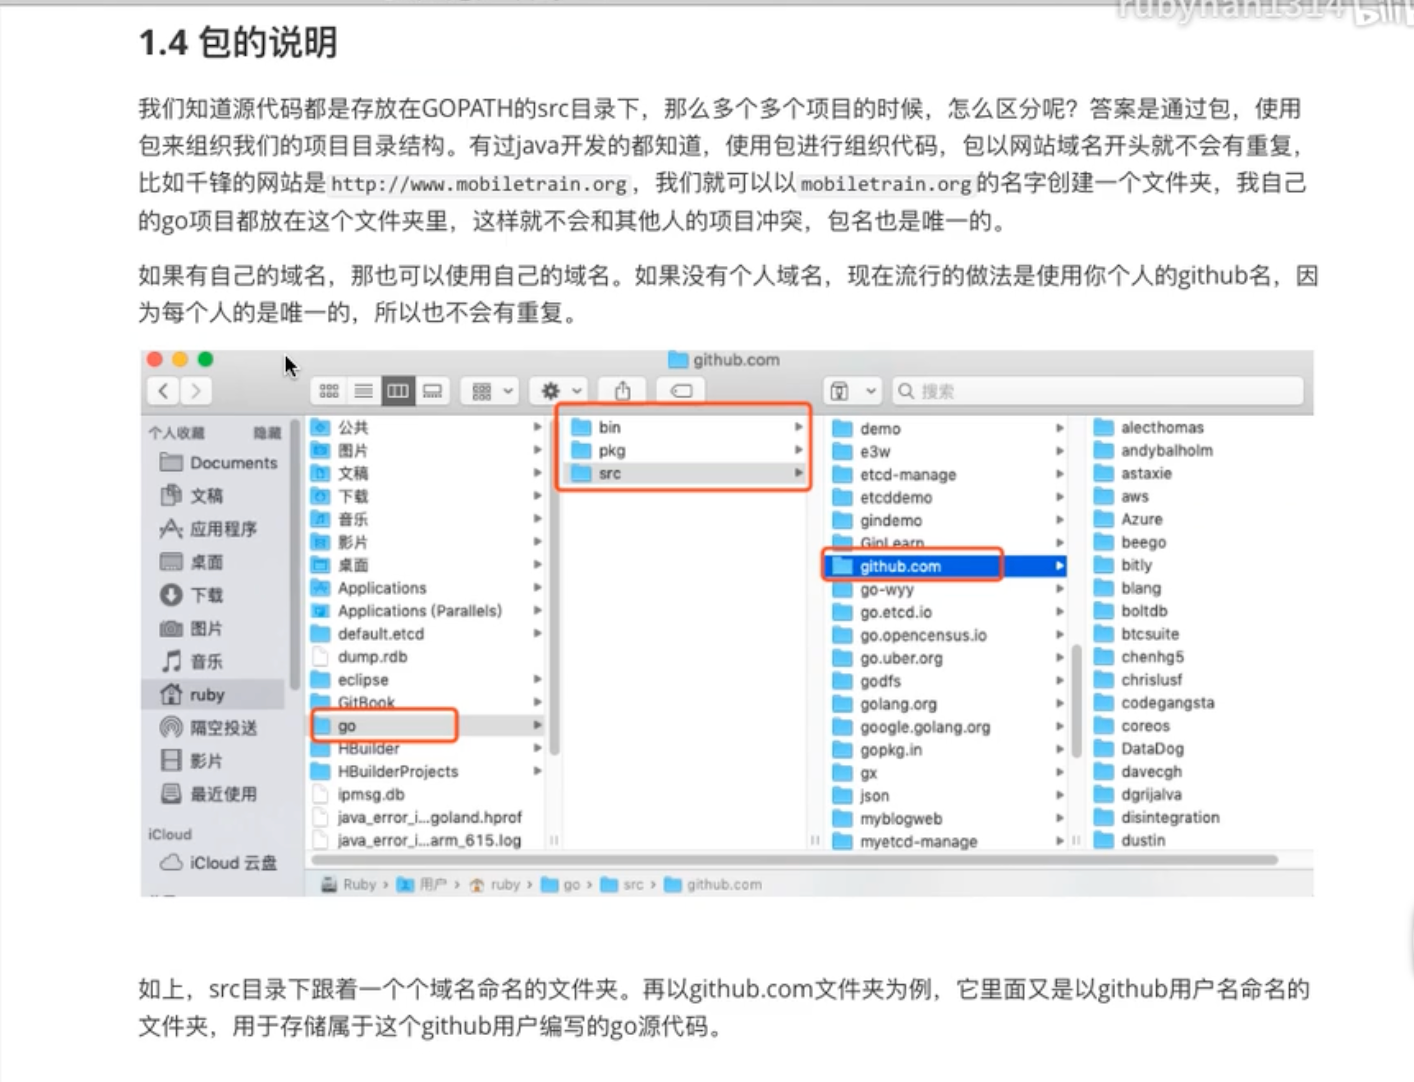 rubyhan1314
1.4 包的说明
我们知道源代码都是存放在GOPATH的src目录下，那么多个多个项目的时候，怎么区分呢？答案是通过包，使用
包来组织我们的项目目录结构。有过java开发的都知道，使用包进行组织代码，包以网站域名开头就不会有重复，
比如千锋的网站是http://www.mobiletrain.org，我们就可以以mobiletrain.org的名字创建一个文件夹，我自己
的go项目都放在这个文件夹里，这样就不会和其他人的项目冲突，包名也是唯一的。
如果有自己的域名，那也可以使用自己的域名。如果没有个人域名，现在流行的做法是使用你个人的github名，因
为每个人的是唯一的，所以也不会有重复。
github.com
搜索
个人收藏 隐藏
Documents
文稿
应用程序
桌面
下载
图片
音乐
ruby
隔空投送
影片
最近使用
iCloud
iCloud 云盘
公共
图片
文稿
下载
音乐
影片
桌面
Applications
Applications (Parallels)
default.etcd
dump.rdb
eclipse
GitBook
go
HBuilder
HBuilderProjects
ipmsg.db
java_error_i...goland.hprof
java_error_i...arm_615.log
bin
pkg
src
demo
e3w
etcd-manage
etcddemo
gindemo
GinLearn
github.com
go-wyy
go.etcd.io
go.opencensus.io
go.uber.org
godfs
golang.org
google.golang.org
gopkg.in
gx
json
myblogweb
myetcd-manage
alecthomas
andybalholm
astaxie
aws
Azure
beego
bitly
blang
boltdb
btcsuite
chenhg5
chrislusf
codegangsta
coreos
DataDog
davecgh
dgrijalva
disintegration
dustin
Ruby › 用户 › ruby › go › src › github.com
如上，src目录下跟着一个个域名命名的文件夹。再以github.com文件夹为例，它里面又是以github用户名命名的
文件夹，用于存储属于这个github用户编写的go源代码。